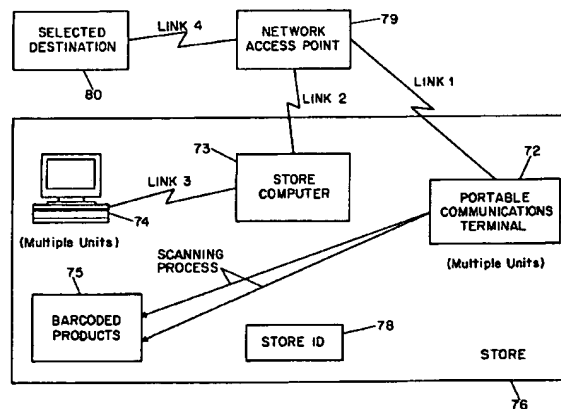 SELECTED
DESTINATION
80
LINK 4
NETWORK
ACCESS POINT
79
LINK 1
LINK 2
73
STORE
COMPUTER
72
PORTABLE
COMMUNICATIONS
TERMINAL
(Multiple Units)
LINK 3
74
(Multiple Units)
SCANNING
PROCESS
75
BARCODED
PRODUCTS
STORE ID
78
STORE
76